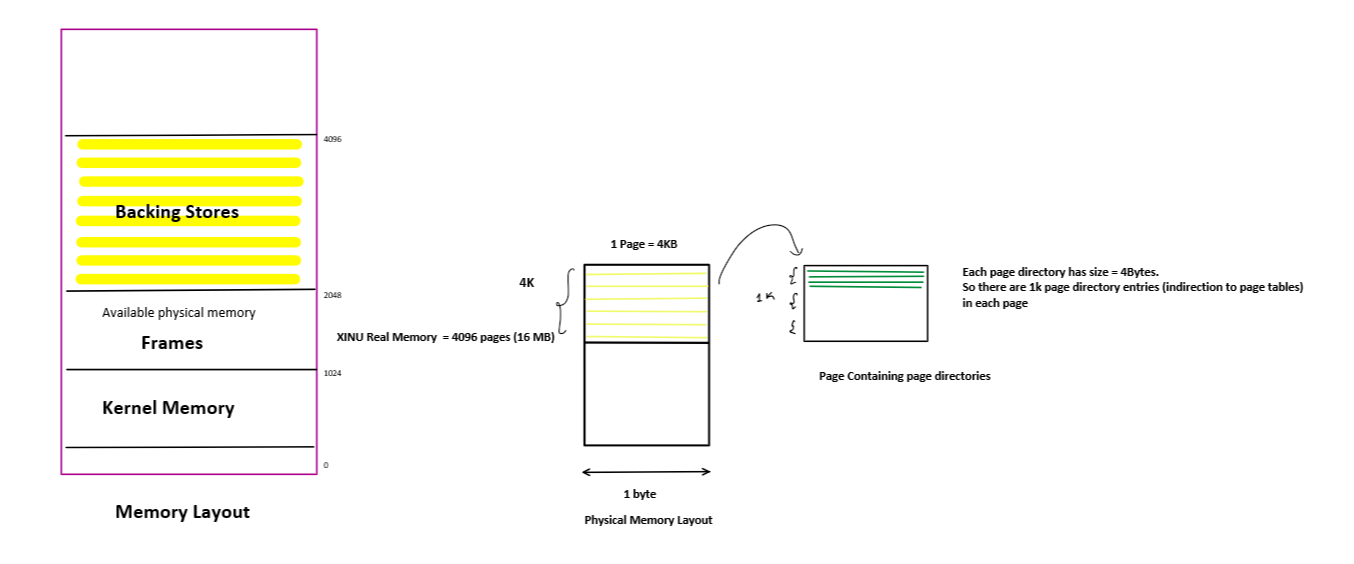 4096
Backing Stores
2048
Available physical memory
Frames
1024
Kernel Memory
0
Memory Layout
1 Page = 4KB
4K
XINU Real Memory = 4096 pages (16 MB)
1 byte
Physical Memory Layout
1K
Each page directory has size = 4Bytes.
So there are 1k page directory entries (indirection to page tables)
in each page
Page Containing page directories